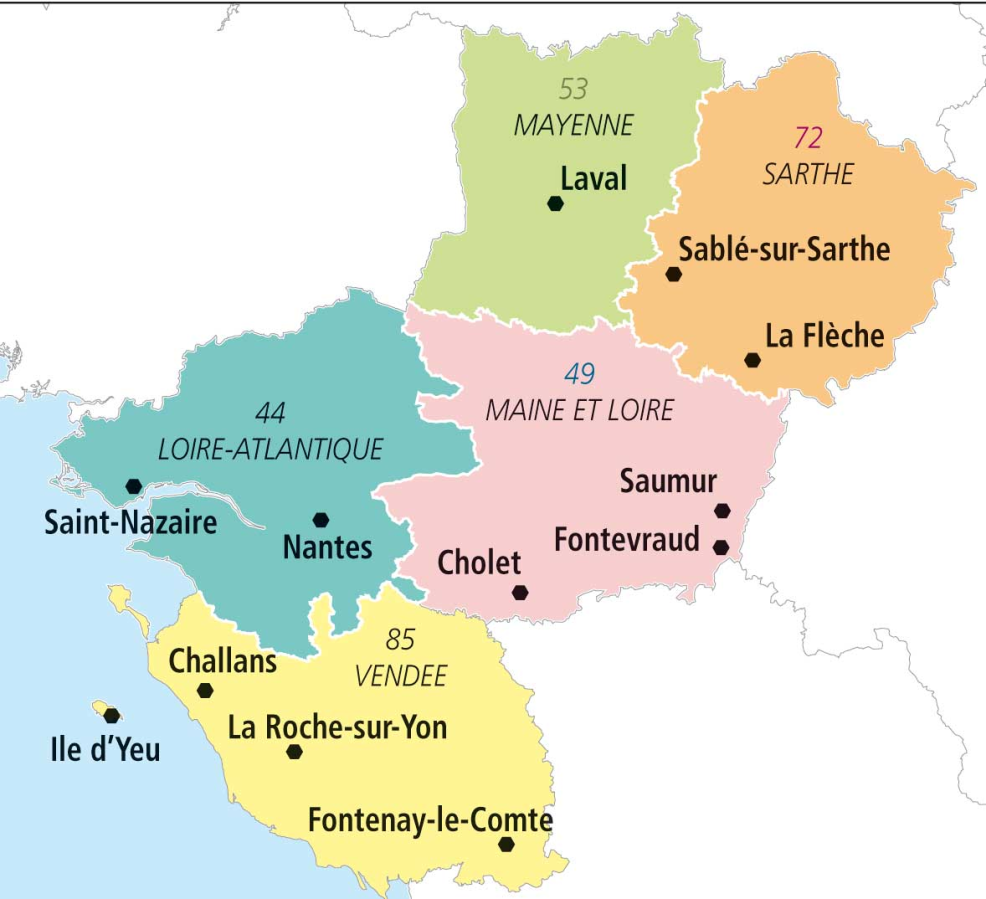 53
MAYENNE
Laval
72
SARTHE
Sablé-sur-Sarthe
La Flèche
49
MAINE ET LOIRE
44
LOIRE-ATLANTIQUE
Saumur
Saint-Nazaire
Nantes
Fontevraud
Cholet
85
VENDEE
Challans
La Roche-sur-Yon
Ile d’Yeu
Fontenay-le-Comte